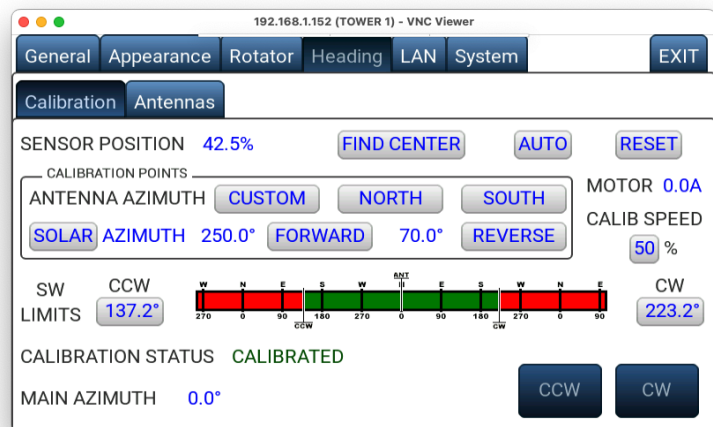 192.168.1.152 (TOWER 1) - VNC Viewer
General Appearance Rotator Heading LAN System EXIT
Calibration Antennas
SENSOR POSITION 42.5% FIND CENTER AUTO RESET
CALIBRATION POINTS
ANTENNA AZIMUTH CUSTOM NORTH SOUTH
MOTOR 0.0A
SOLAR AZIMUTH 250.0° FORWARD 70.0° REVERSE
CALIB SPEED
50 %
ANT
SW LIMITS
CCW
137.2°
W N E S W E S W N E
270 0 90 180 270 0 90 180 270 0 90
CCW CW
CW
223.2°
CALIBRATION STATUS CALIBRATED
MAIN AZIMUTH 0.0°
CCW CW